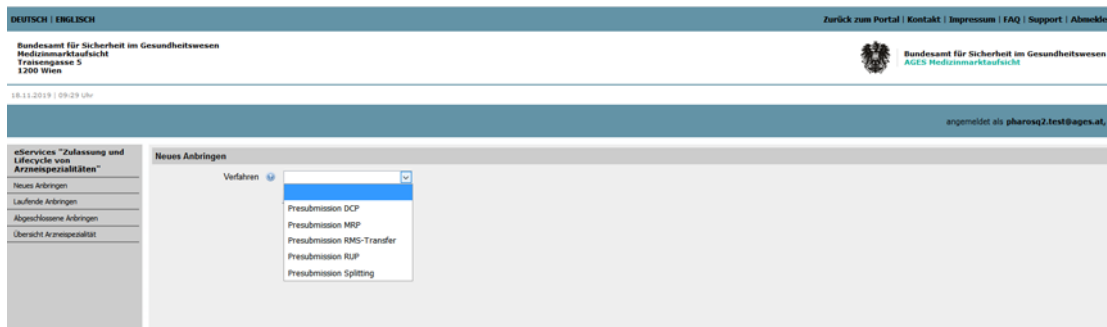 DEUTSCH | ENGLISCH
Zurück zum Portal | Kontakt | Impressum | FAQ | Support | Abmelde
Bundesamt für Sicherheit im Gesundheitswesen
Medizinmarktaufsicht
Traisengasse 5
1200 Wien
Bundesamt für Sicherheit im Gesundheitswesen
AGES Medizinmarktaufsicht
18.11.2019 | 09:29 Uhr
angemeldet als pharosq2.test@ages.at,
eServices "Zulassung und
Lifecycle von
Arzneispezialitäten"
Neues Anbringen
Laufende Anbringen
Abgeschlossene Anbringen
Übersicht Arzneispezialität
Neues Anbringen
Verfahren
Presubmission DCP
Presubmission MRP
Presubmission RMS-Transfer
Presubmission RUP
Presubmission Splitting